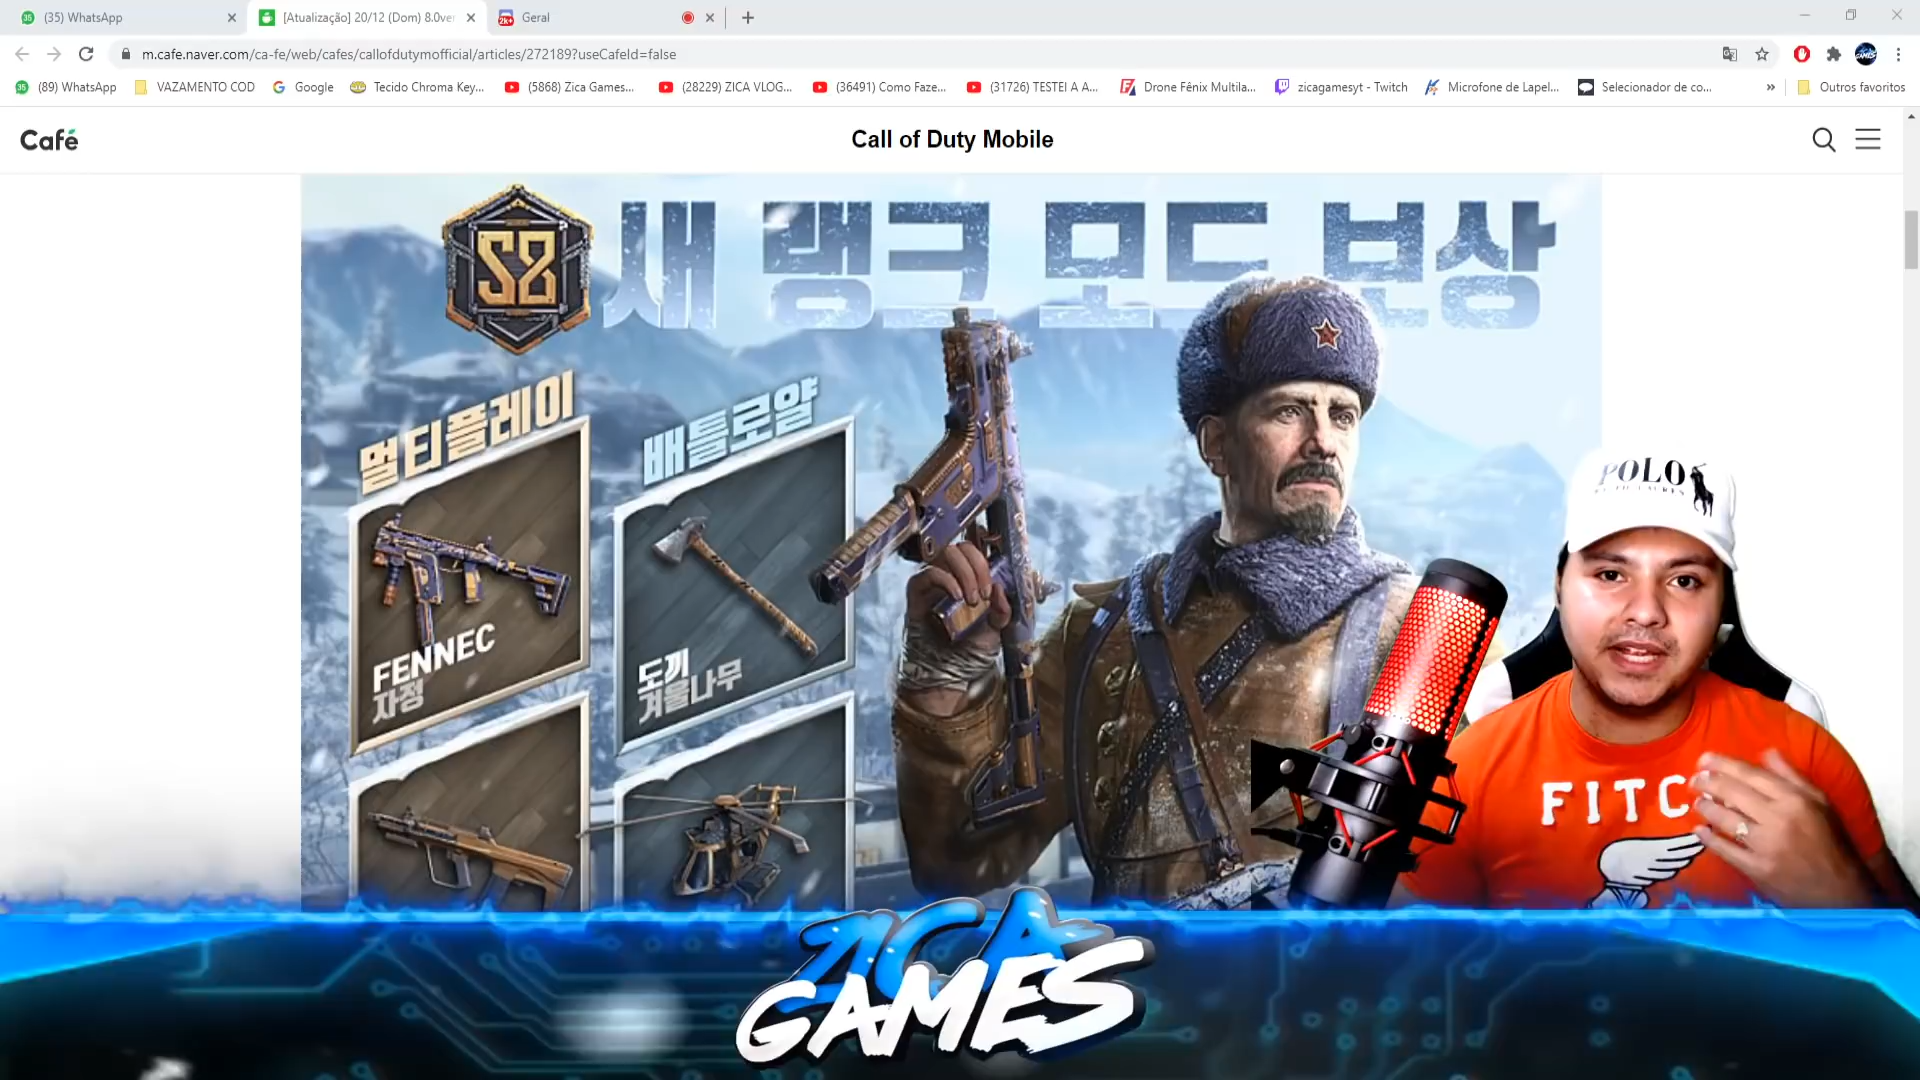 (35) WhatsApp
[Atualização] 20/12 (Dom) 8.0ver
2k+
Geral
m.cafe.naver.com/ca-fe/web/cafes/callofdutymofficial/articles/272189?useCafeId=false
(89) WhatsApp
VAZAMENTO COD
Google
Tecido Chroma Key...
(5868) Zica Games...
(28229) ZICA VLOG...
(36491) Como Faze...
(31726) TESTEI A A...
Drone Fênix Multila...
zicagamesyt - Twitch
Microfone de Lapel...
Selecionador de co...
»
Outros favoritos
Café
Call of Duty Mobile
S8
새 랭크 모드 보상
멀티플레이
배틀로얄
FENNEC
자정
도끼
겨울나무
POLO
FITC
ZICA
GAMES